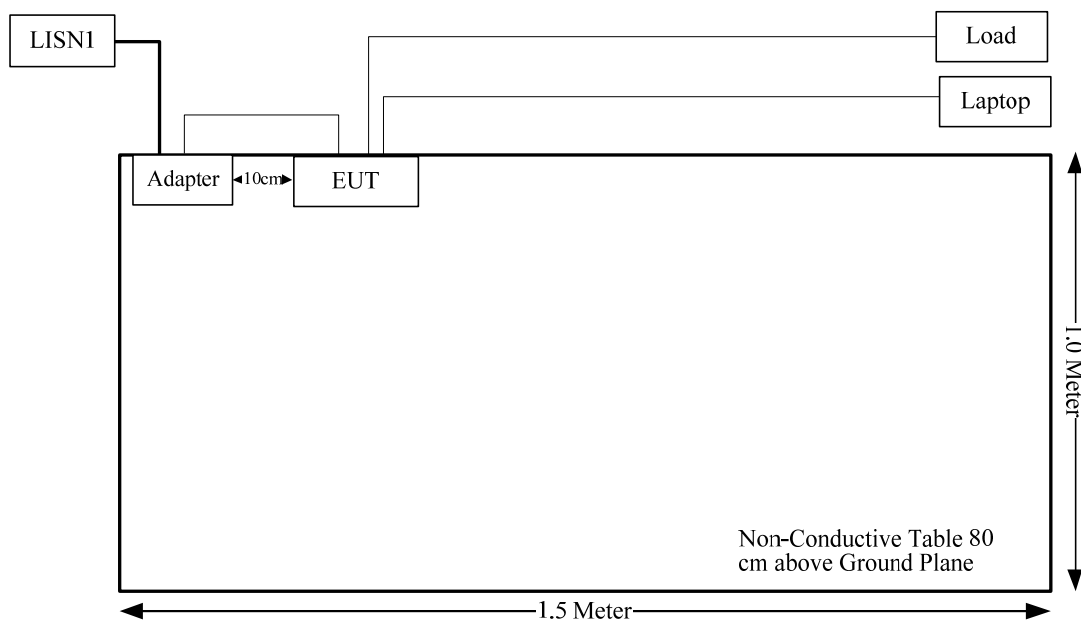 LISN1
Load
Laptop
Adapter
10cm
EUT
1.0 Meter
Non-Conductive Table 80
cm above Ground Plane
1.5 Meter